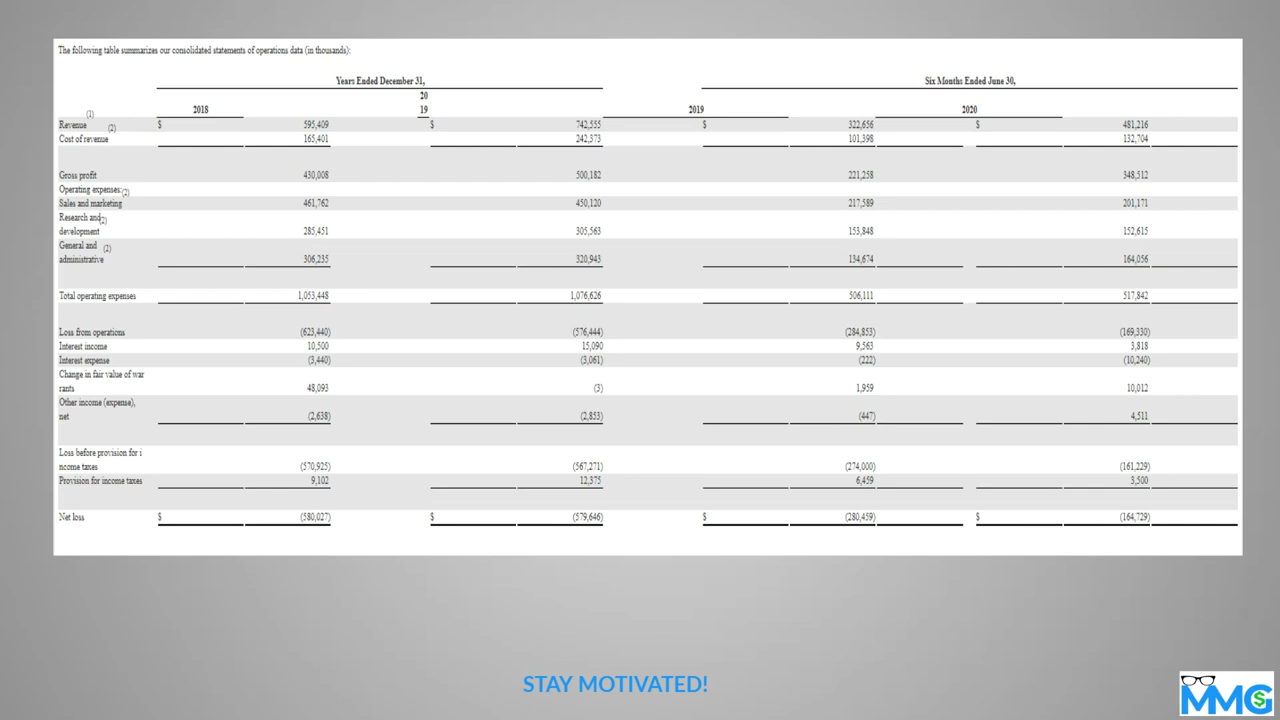 The following table summarizes our consolidated statements of operations data (in thousands):
Years Ended December 31, Six Months Ended June 30,
20
2018 19 2019 2020
(1)
Revenue $ 595,409 $ 742,555 $ 322,656 $ 481,216
(2)
Cost of revenue 165,401 242,373 101,398 132,704
Gross profit 430,008 500,182 221,258 348,512
Operating expenses:(2)
Sales and marketing 461,762 450,120 217,589 201,171
Research and(2)
development 285,451 305,563 153,848 152,615
General and (2)
administrative 306,235 320,943 134,674 164,056
Total operating expenses 1,053,448 1,076,626 506,111 517,842
Loss from operations (623,440) (576,444) (284,853) (169,330)
Interest income 10,500 15,090 9,563 3,818
Interest expense (3,440) (3,061) (222) (10,240)
Change in fair value of war
rants 48,093 (3) 1,959 10,012
Other income (expense),
net (2,638) (2,853) (447) 4,511
Loss before provision for i
ncome taxes (570,925) (567,271) (274,000) (161,229)
Provision for income taxes 9,102 12,375 6,459 3,500
Net loss $ (580,027) $ (579,646) $ (280,459) $ (164,729)
STAY MOTIVATED!
MMG
$